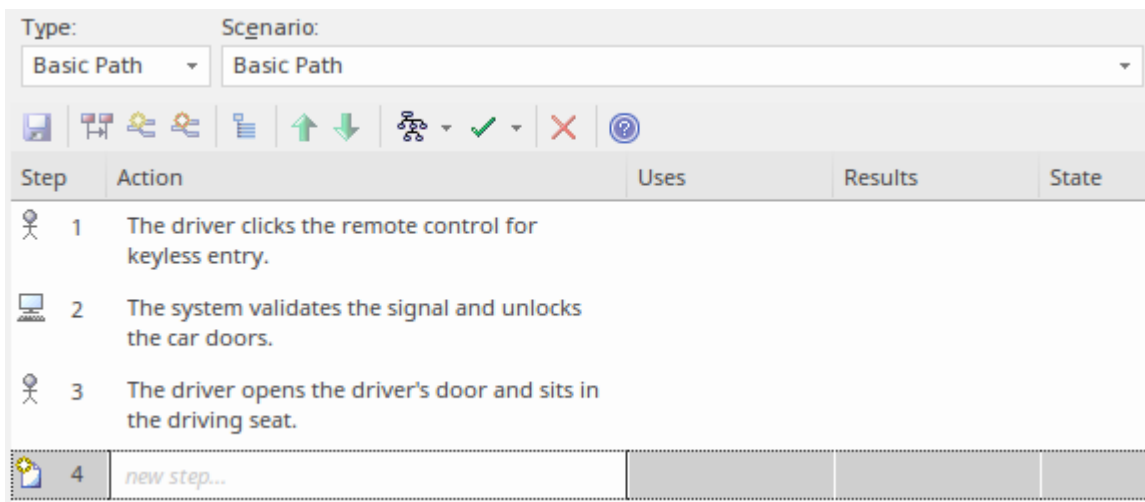 Type: Scenario:
Basic Path Basic Path
Step Action Uses Results State
1 The driver clicks the remote control for
keyless entry.
2 The system validates the signal and unlocks
the car doors.
3 The driver opens the driver's door and sits in
the driving seat.
4 new step...